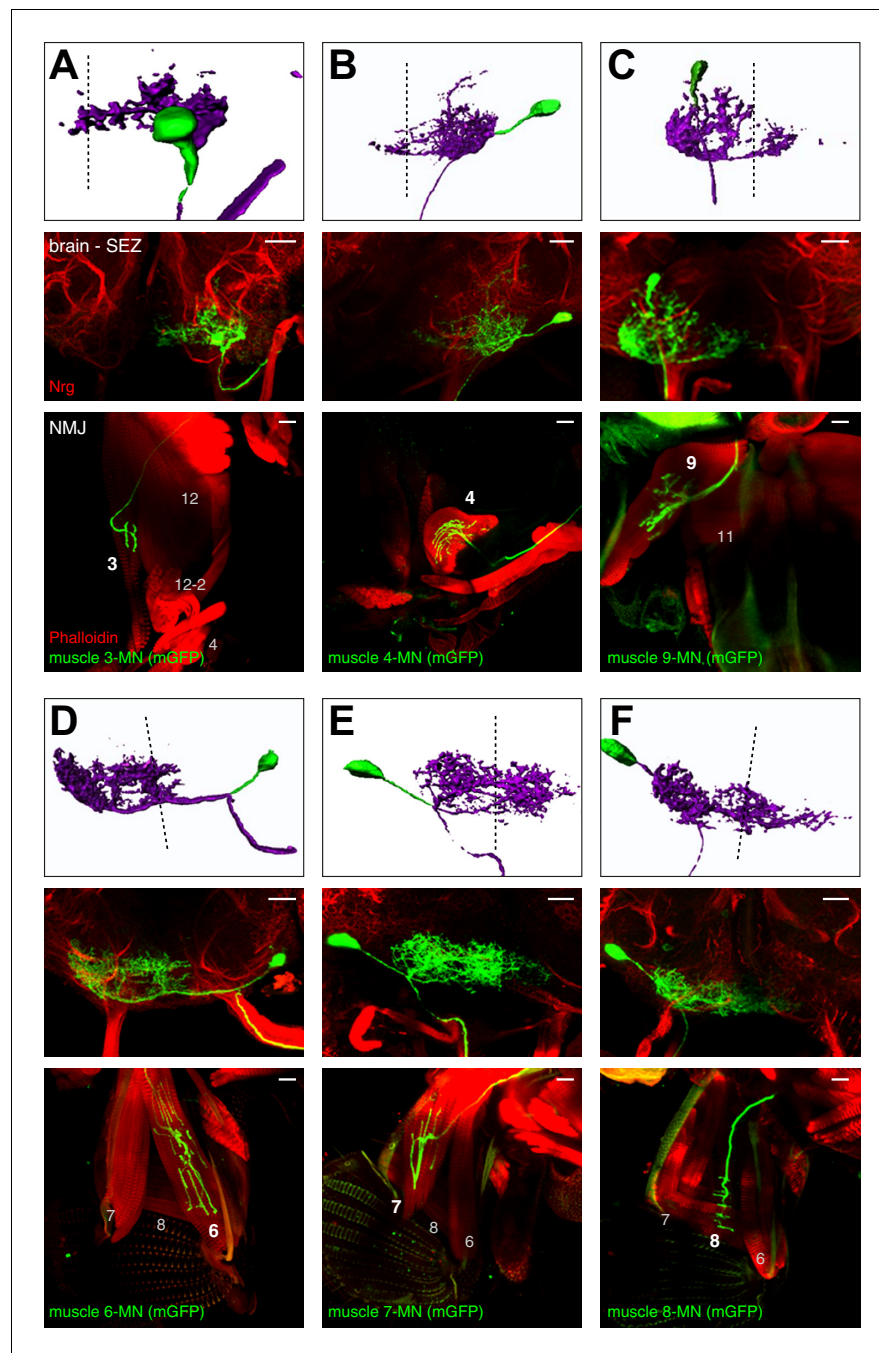 A
B
C
brain - SEZ
Nrg
NMJ
12
3
12-2
Phalloidin
4
muscle 3-MN (mGFP)
4
muscle 4-MN (mGFP)
9
11
muscle 9-MN (mGFP)
D
E
F
7
8
6
muscle 6-MN (mGFP)
7
8
6
muscle 7-MN (mGFP)
7
8
6
muscle 8-MN (mGFP)